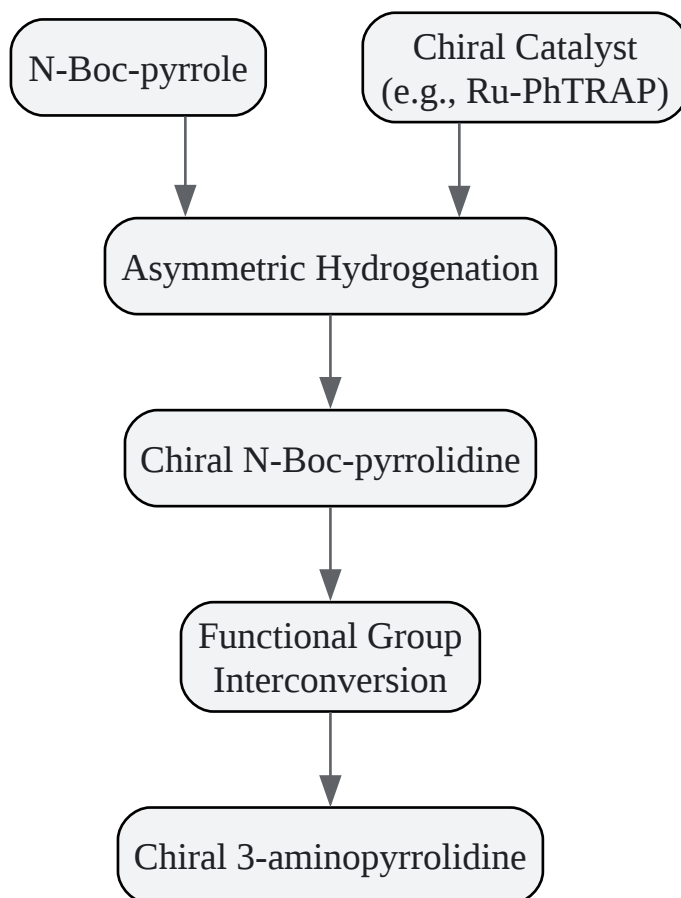 N-Boc-pyrrole
Chiral Catalyst
(e.g., Ru-PhTRAP)
Asymmetric Hydrogenation
Chiral N-Boc-pyrrolidine
Functional Group
Interconversion
Chiral 3-aminopyrrolidine